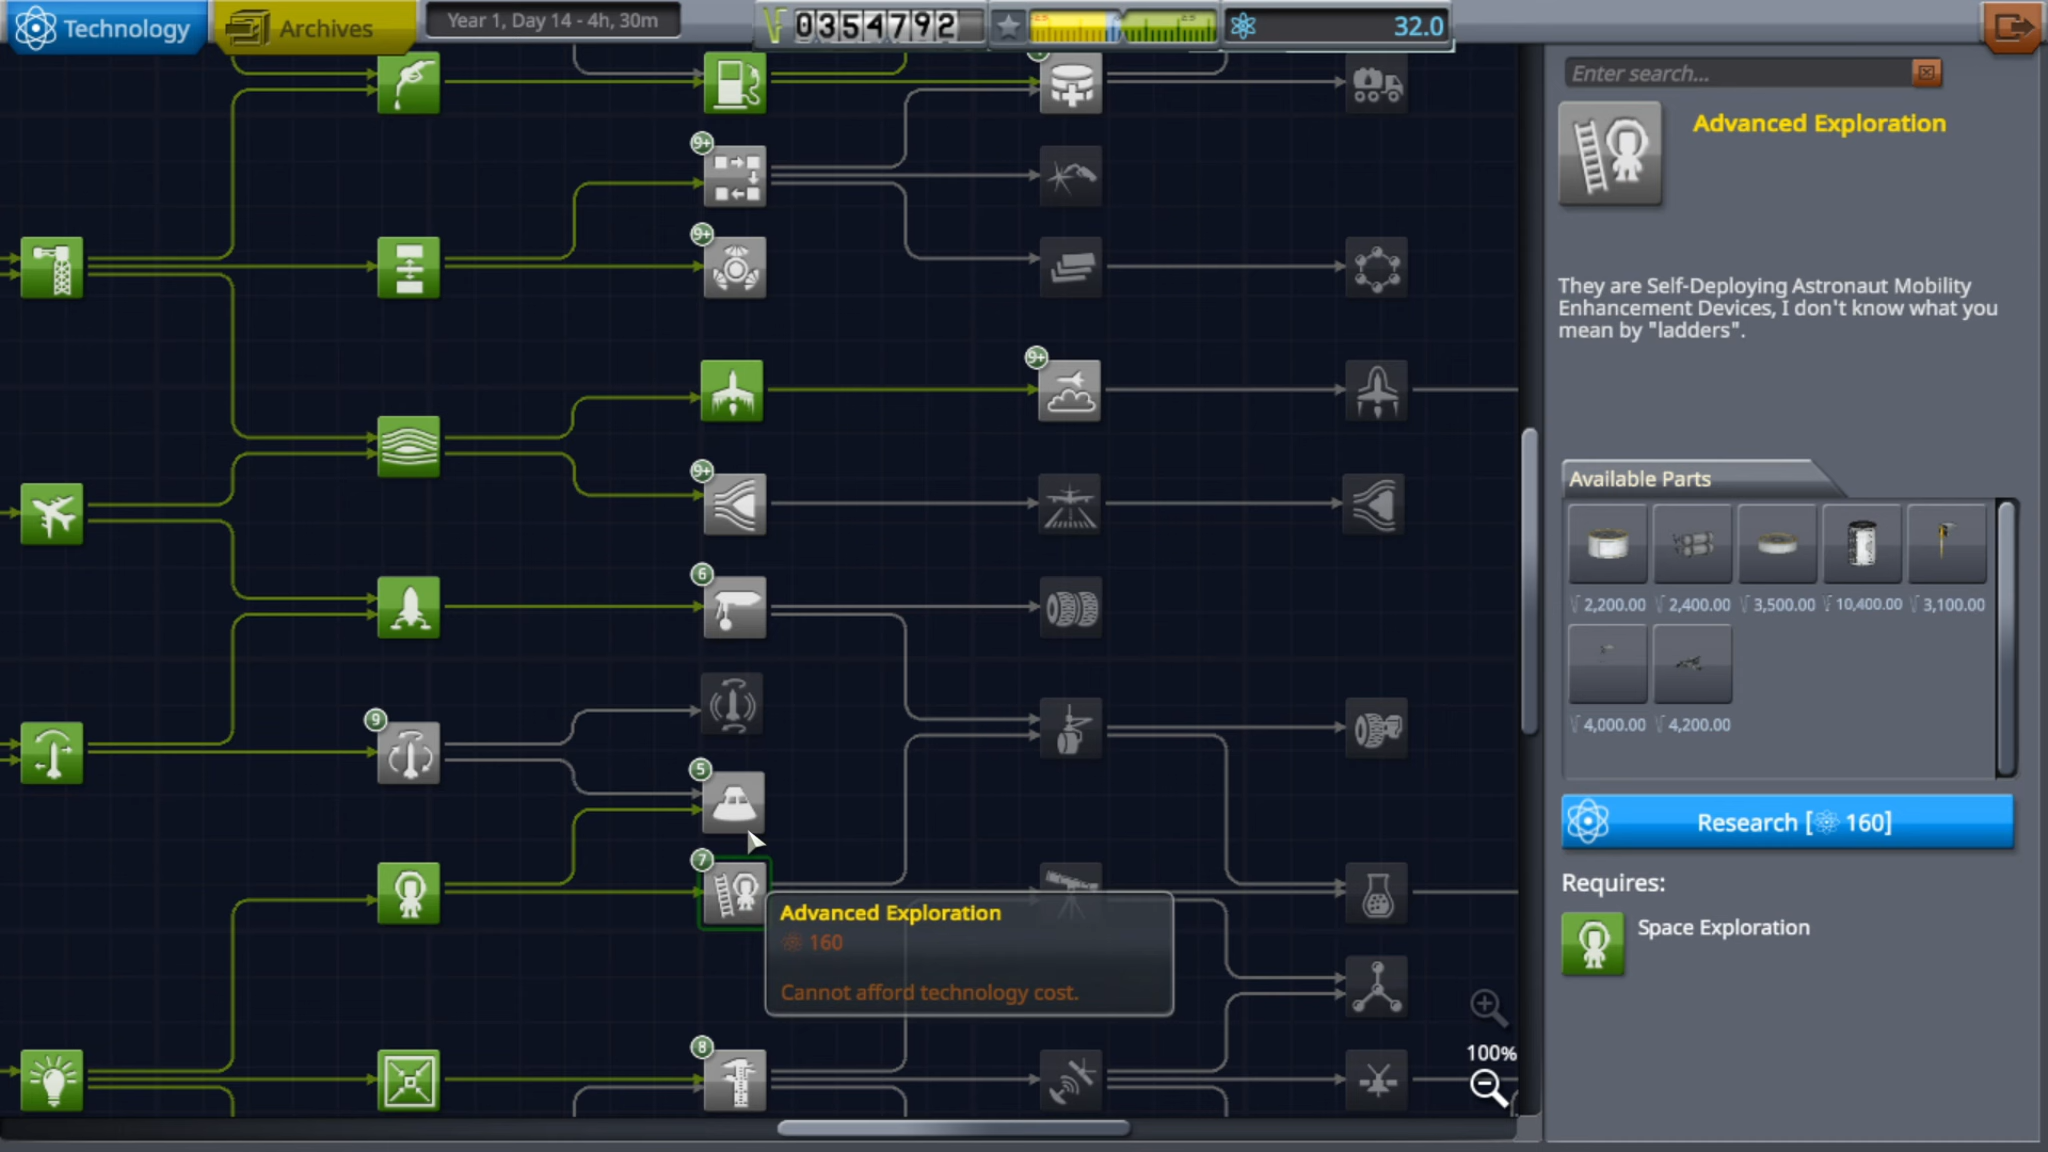 Technology
Archives
Year 1, Day 14 - 4h, 30m
0354792
32.0
Enter search...
Advanced Exploration
They are Self-Deploying Astronaut Mobility
Enhancement Devices, I don't know what you
mean by "ladders".
Available Parts
2,200.00
2,400.00
3,500.00
10,400.00
3,100.00
4,000.00
4,200.00
Research [160]
Requires:
Space Exploration
9+
9+
9+
9+
6
9
5
7
Advanced Exploration
160
Cannot afford technology cost.
8
100%